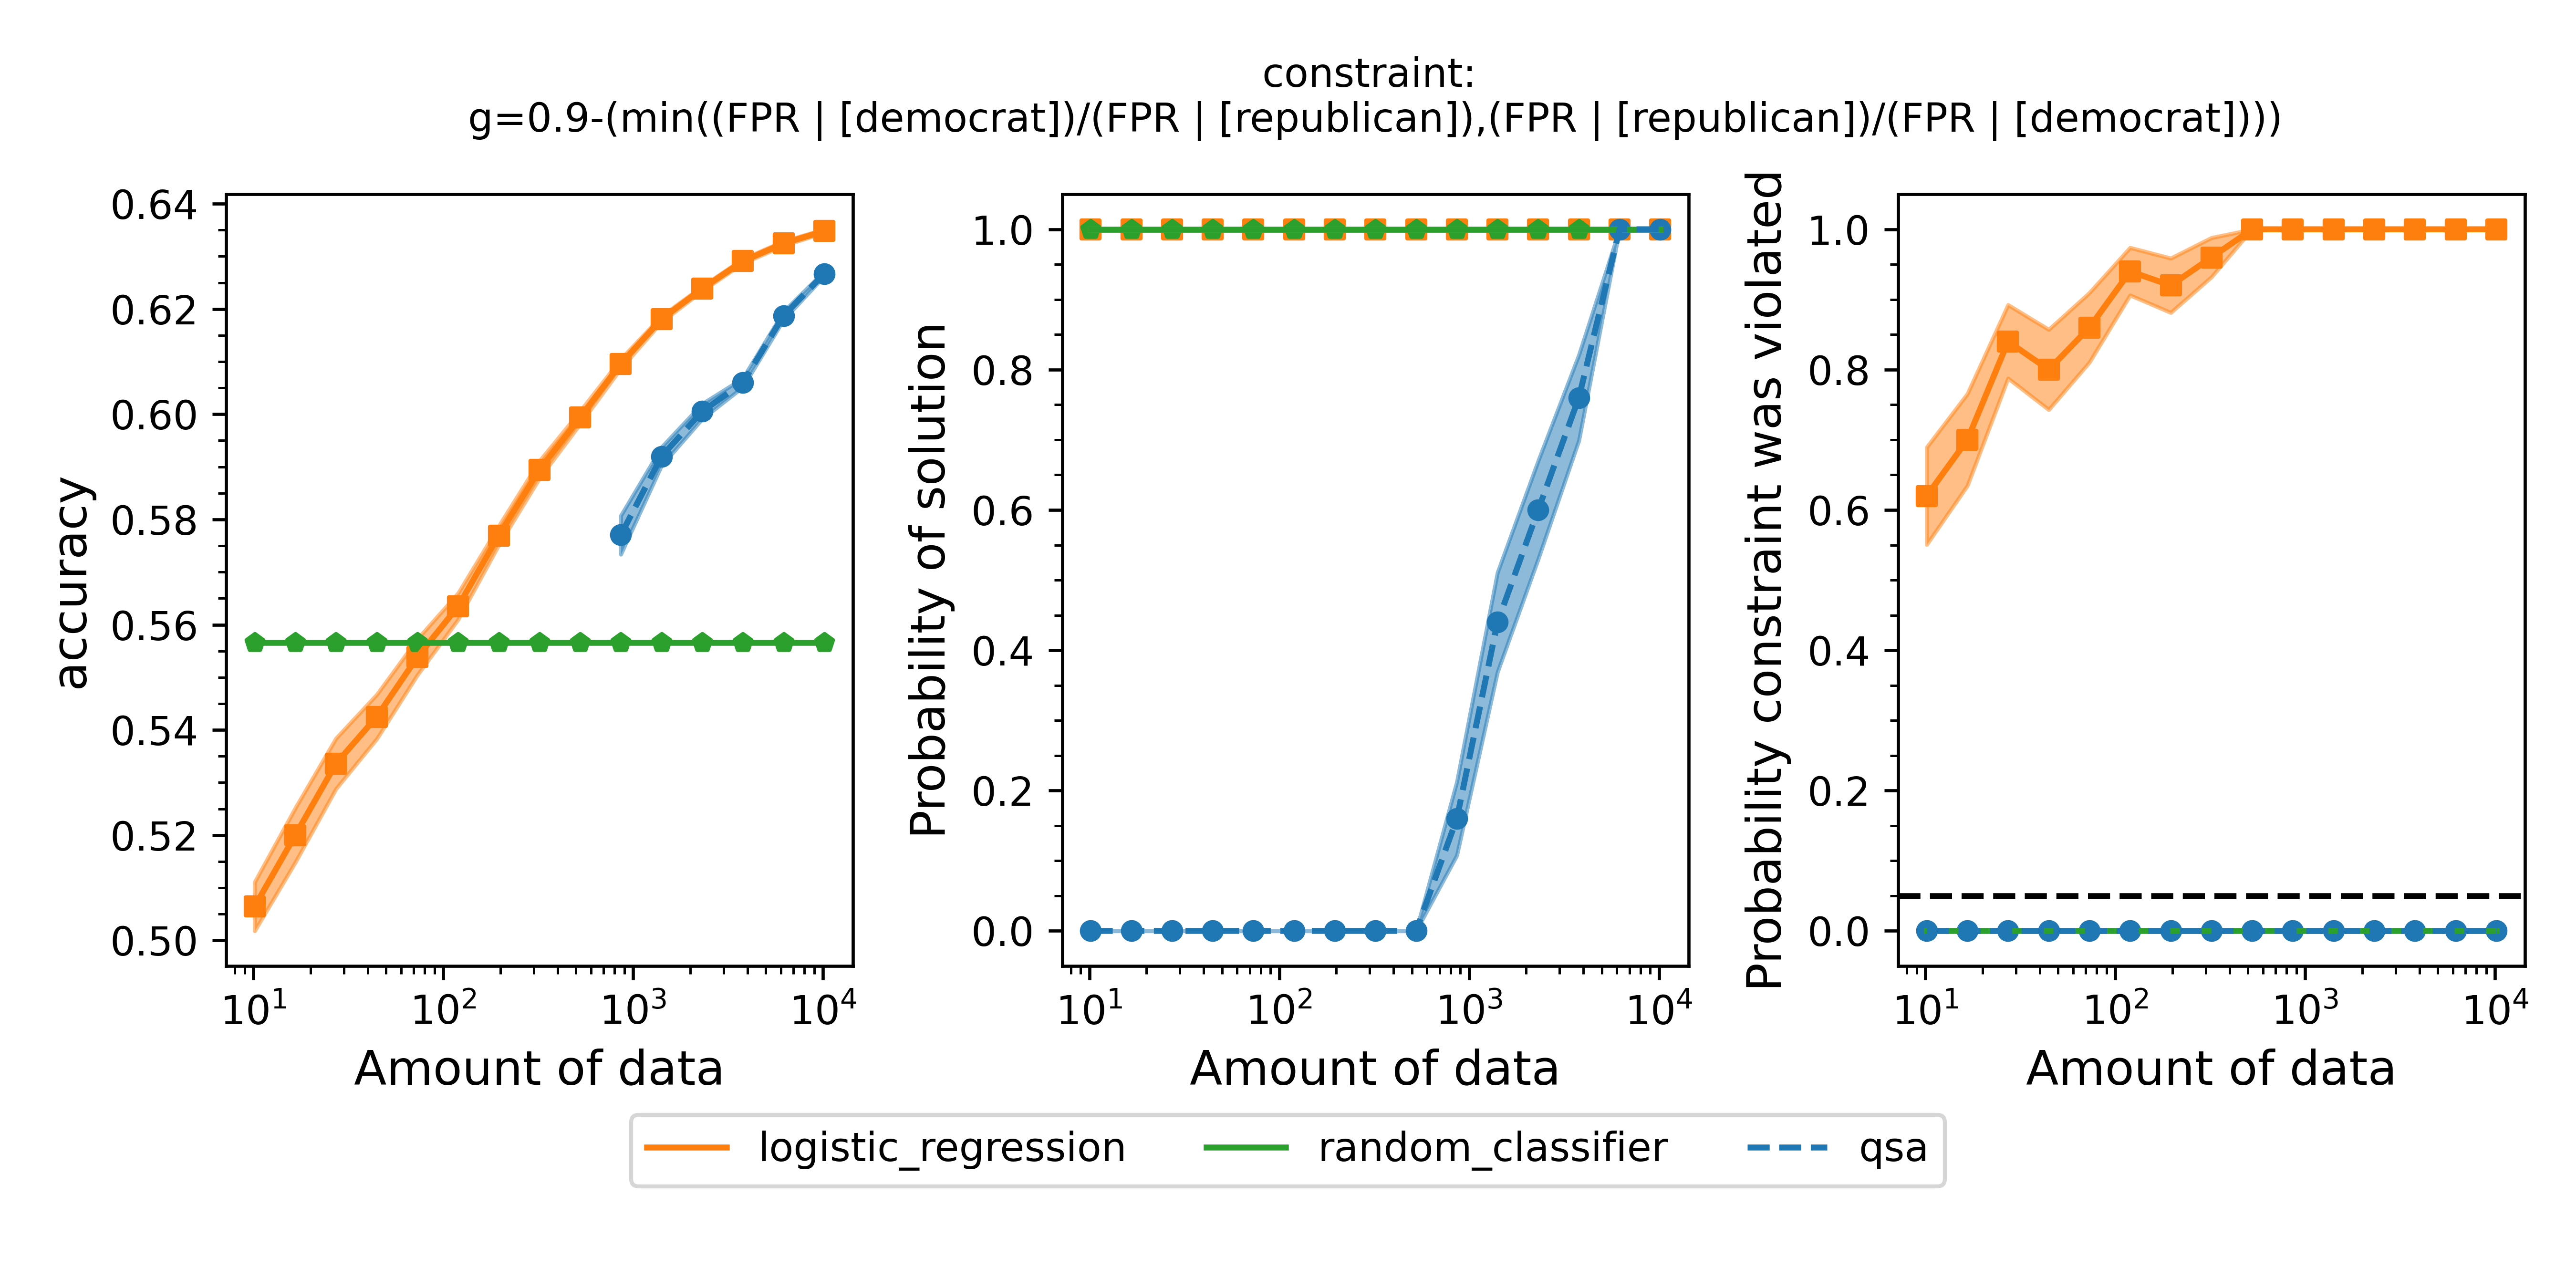 constraint:
g=0.9-(min((FPR | [democrat])/(FPR | [republican]),(FPR | [republican])/(FPR | [democrat])))
accuracy
0.64
0.62
0.60
0.58
0.56
0.54
0.52
0.50
10¹ 10² 10³ 10⁴
Amount of data
Probability of solution
1.0
0.8
0.6
0.4
0.2
0.0
10¹ 10² 10³ 10⁴
Amount of data
Probability constraint was violated
1.0
0.8
0.6
0.4
0.2
0.0
10¹ 10² 10³ 10⁴
Amount of data
logistic_regression random_classifier qsa